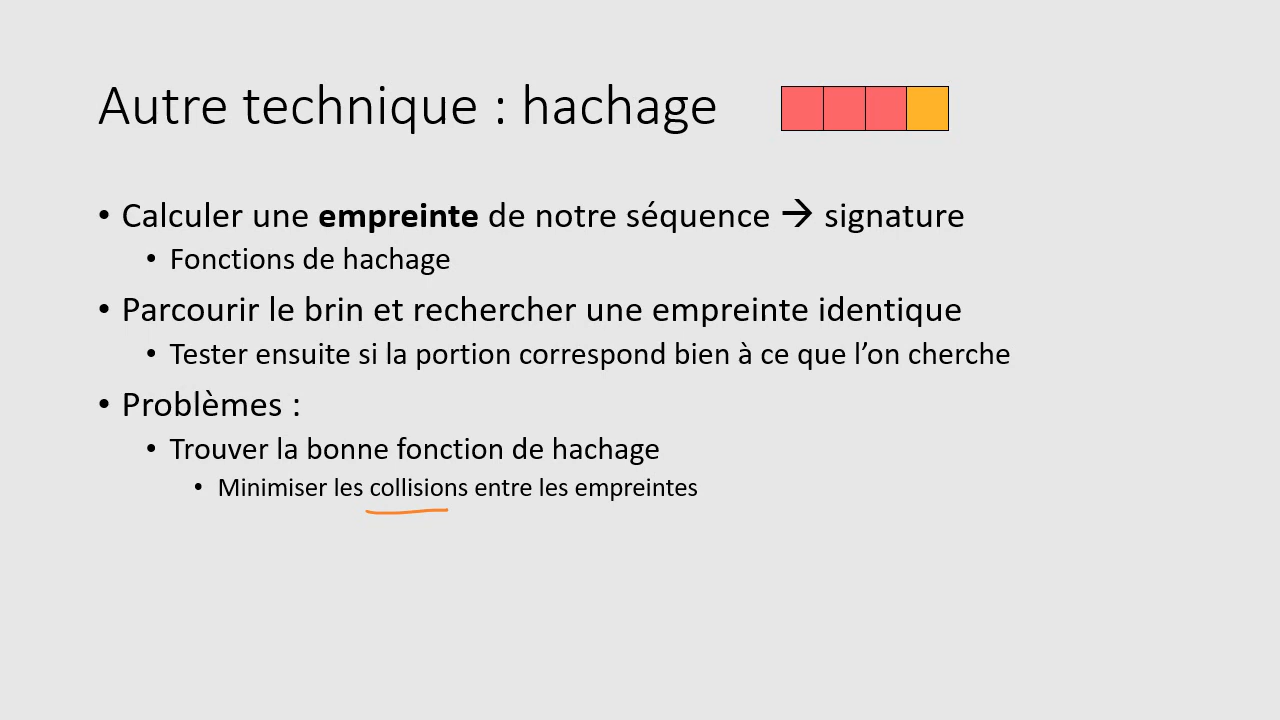 Autre technique : hachage
• Calculer une empreinte de notre séquence → signature
• Fonctions de hachage
• Parcourir le brin et rechercher une empreinte identique
• Tester ensuite si la portion correspond bien à ce que l’on cherche
• Problèmes :
• Trouver la bonne fonction de hachage
• Minimiser les collisions entre les empreintes